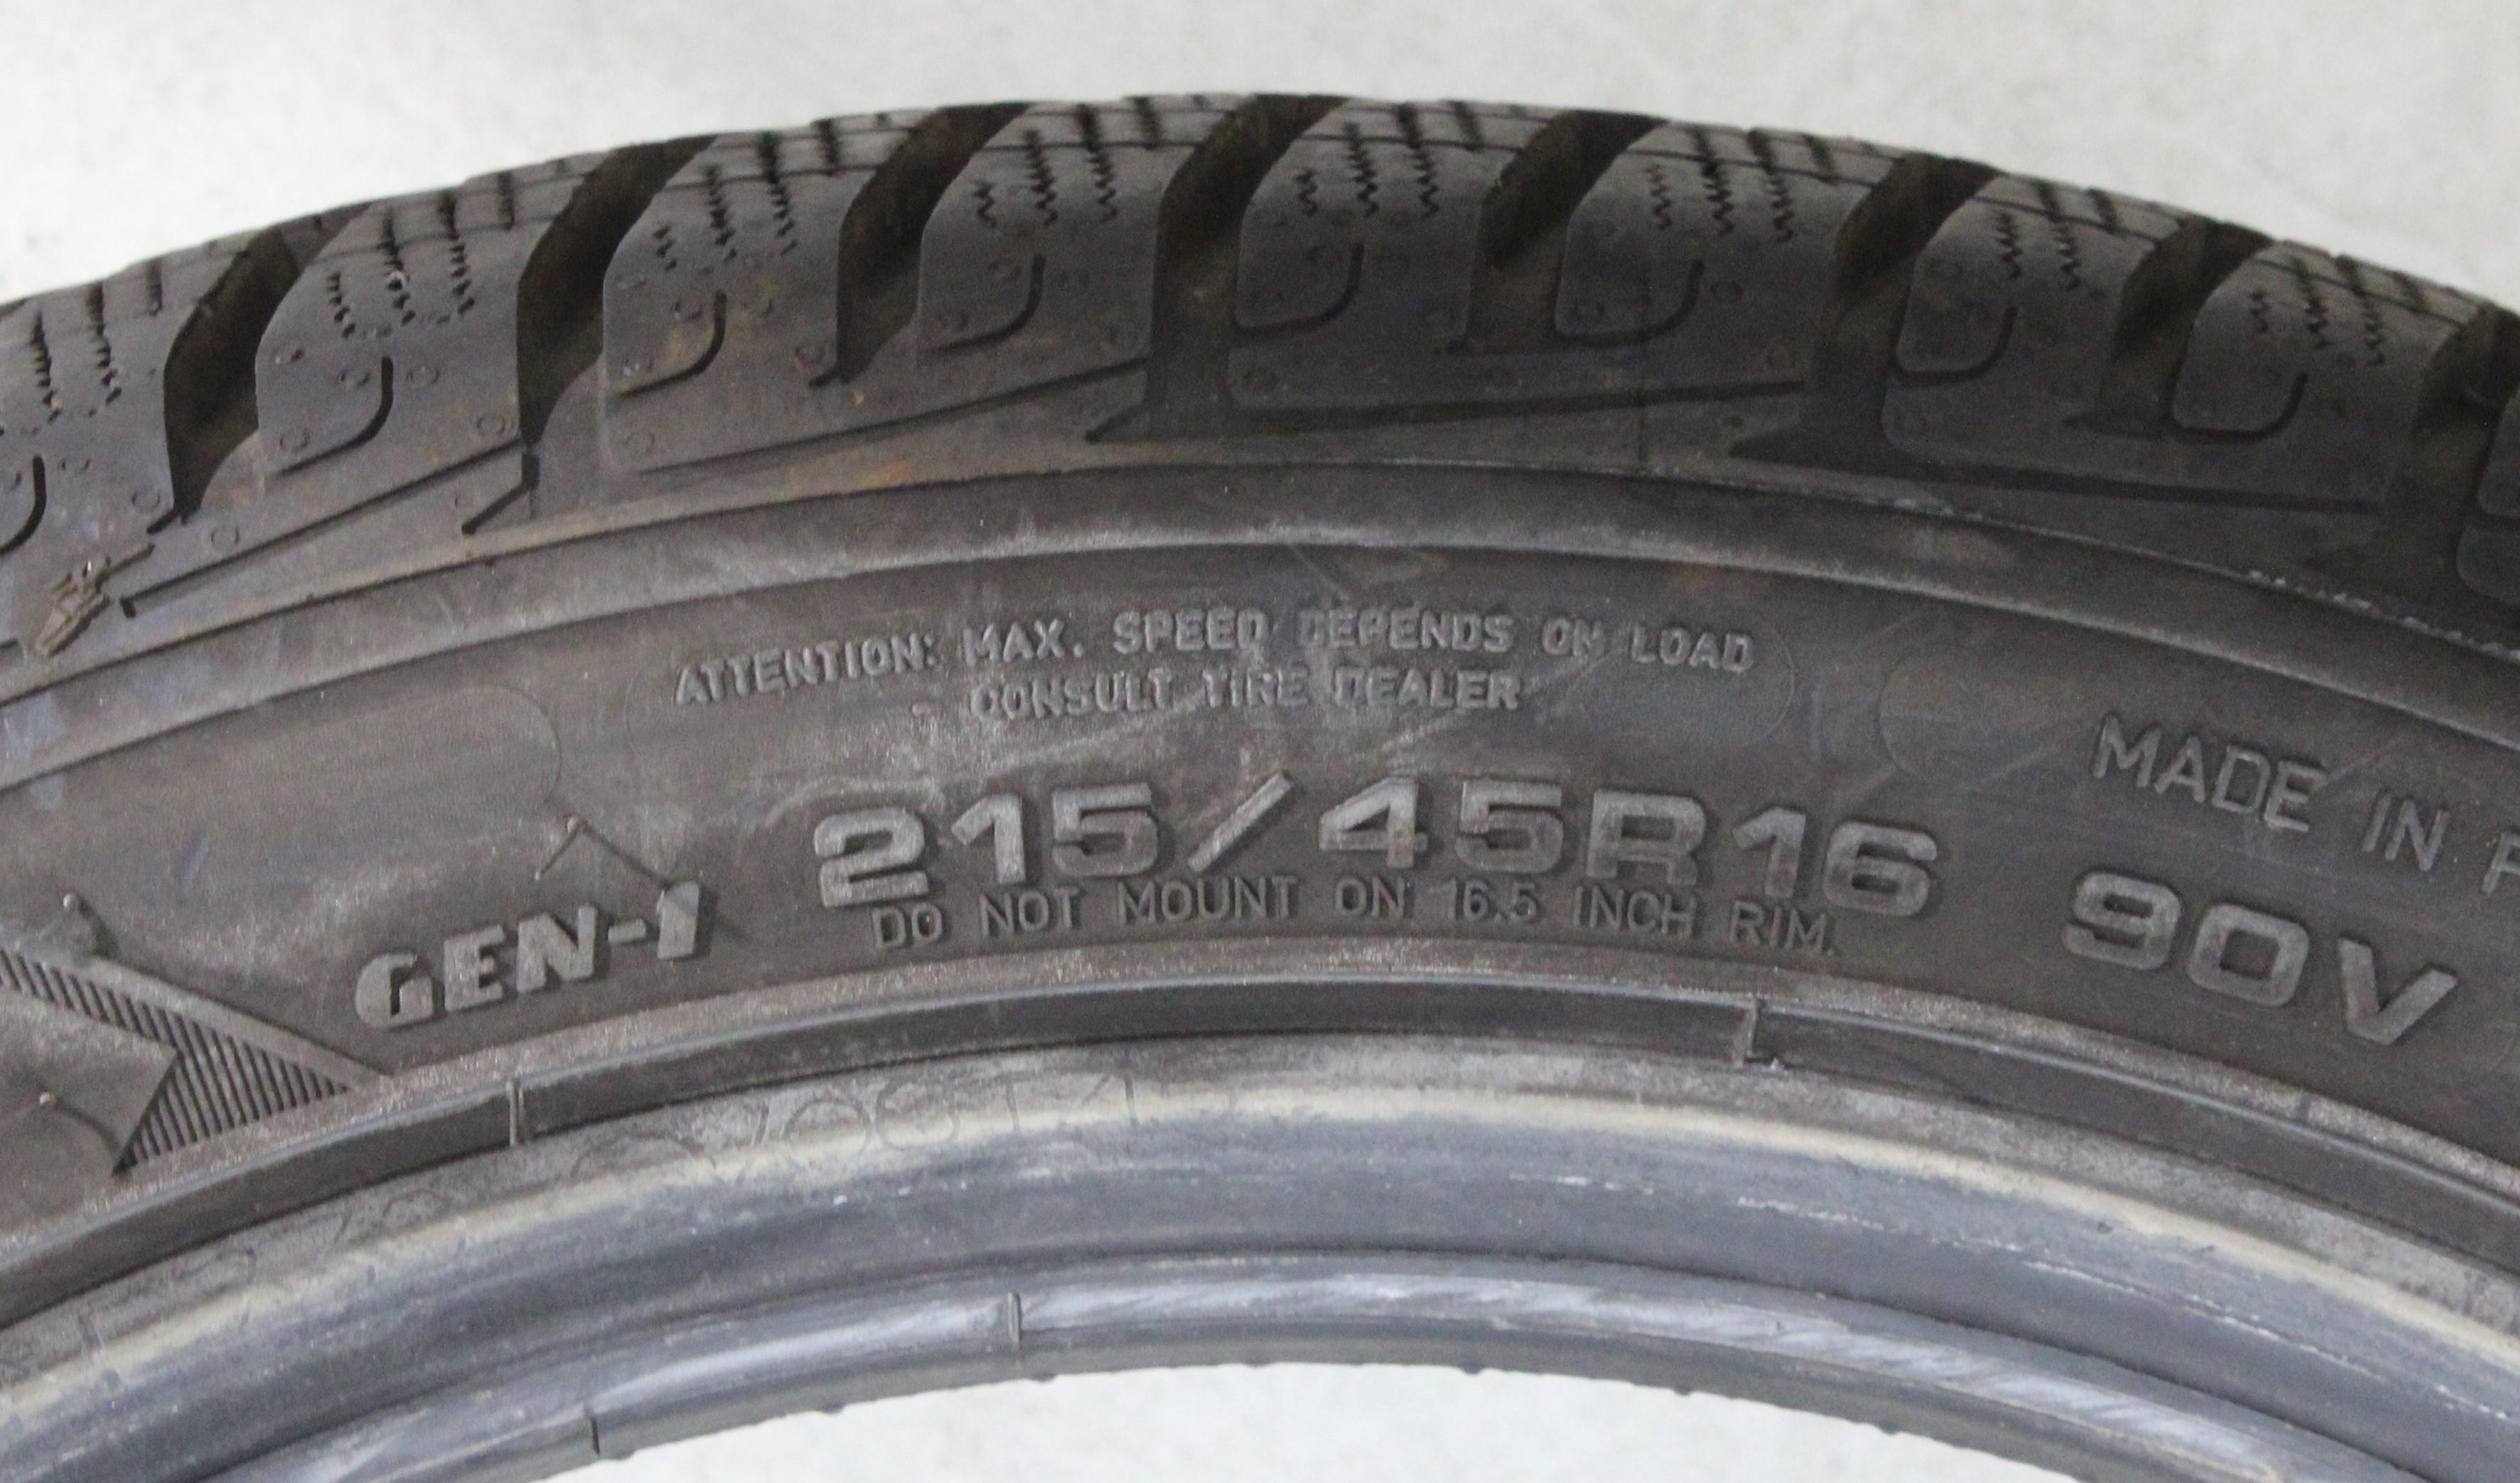 ATTENTION: MAX. SPEED DEPENDS ON LOAD
CONSULT TIRE DEALER
MADE IN
GEN-1
215/45R16
90V
DO NOT MOUNT ON 16.5 INCH RIM.